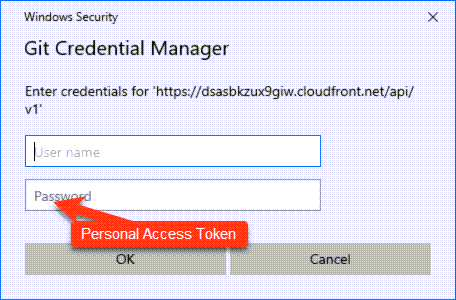 Windows Security
Git Credential Manager
Enter credentials for 'https://dsasbkzux9giw.cloudfront.net/api/
v1'
User name
Password
Personal Access Token
OK
Cancel